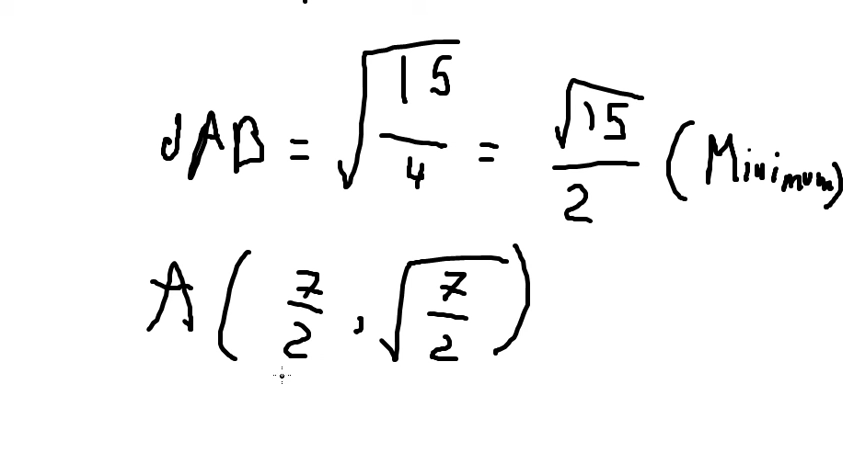 dAB = √(15/4) = √15/2 (Minimum)
A(7/2, √(7/2))